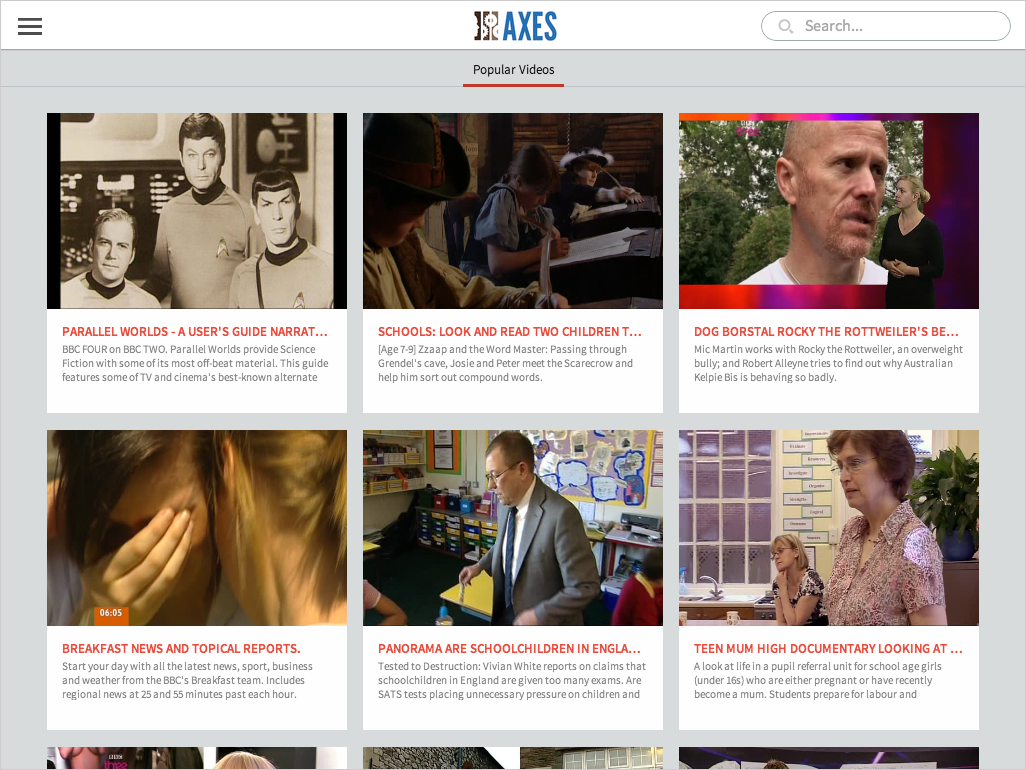 AXES
Search...
Popular Videos
PARALLEL WORLDS - A USER'S GUIDE NARRAT...
BBC FOUR on BBC TWO. Parallel Worlds provide Science
Fiction with some of its most off-beat material. This guide
features some of TV and cinema's best-known alternate
SCHOOLS: LOOK AND READ TWO CHILDREN T...
[Age 7-9] Zzaap and the Word Master: Passing through
Grendel's cave, Josie and Peter meet the Scarecrow and
help him sort out compound words.
DOG BORSTAL ROCKY THE ROTTWEILER'S BE...
Mic Martin works with Rocky the Rottweiler, an overweight
bully; and Robert Alleyne tries to find out why Australian
Kelpie Bis is behaving so badly.
06:05
BREAKFAST NEWS AND TOPICAL REPORTS.
Start your day with all the latest news, sport, business
and weather from the BBC's Breakfast team. Includes
regional news at 25 and 55 minutes past each hour.
PANORAMA ARE SCHOOLCHILDREN IN ENGLA...
Tested to Destruction: Vivian White reports on claims that
schoolchildren in England are given too many exams. Are
SATS tests placing unnecessary pressure on children and
TEEN MUM HIGH DOCUMENTARY LOOKING AT ...
A look at life in a pupil referral unit for school age girls
(under 16s) who are either pregnant or have recently
become a mum. Students prepare for labour and